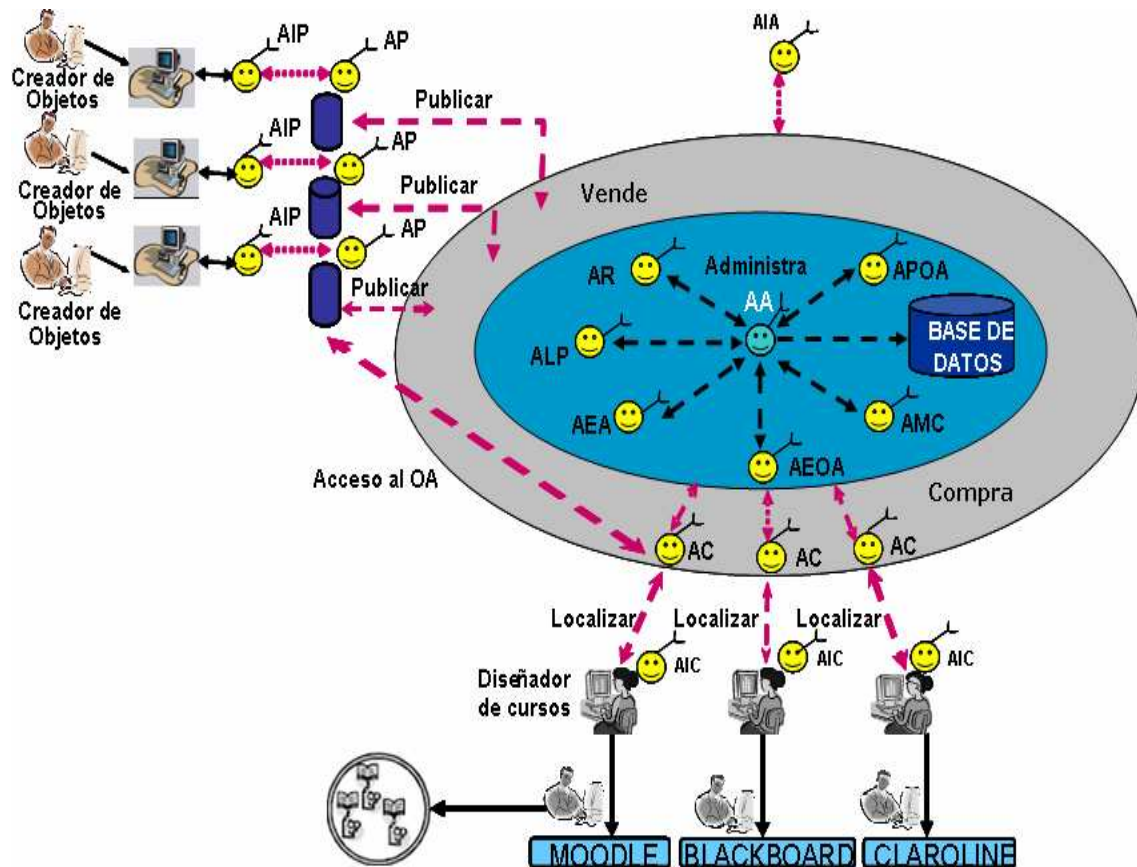 Creador de
Objetos
AIP
AP
AIA
Publicar
Creador de
Objetos
AIP
AP
Publicar
Vende
Creador de
Objetos
AIP
AP
Publicar
AR
Administra
APOA
AA
ALP
BASE DE
DATOS
AEA
AMC
AEOA
Acceso al OA
Compra
AC
AC
AC
Localizar
Localizar
Localizar
AIC
AIC
AIC
Diseñador
de cursos
MOODLE
BLACKBOARD
CLAROLINE